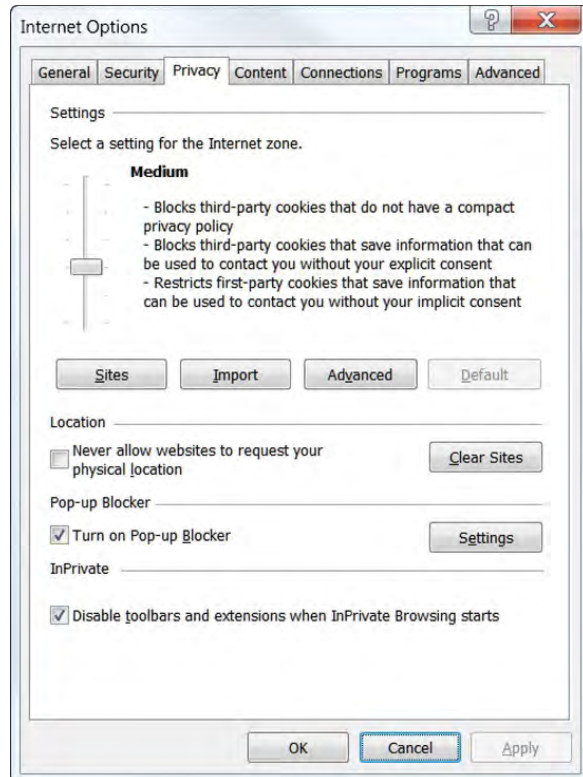 Internet Options
General Security Privacy Content Connections Programs Advanced
Settings
Select a setting for the Internet zone.
Medium
- Blocks third-party cookies that do not have a compact
privacy policy
- Blocks third-party cookies that save information that can
be used to contact you without your explicit consent
- Restricts first-party cookies that save information that
can be used to contact you without your implicit consent
Sites Import Advanced Default
Location
Never allow websites to request your
physical location
Clear Sites
Pop-up Blocker
Turn on Pop-up Blocker
Settings
InPrivate
Disable toolbars and extensions when InPrivate Browsing starts
OK Cancel Apply